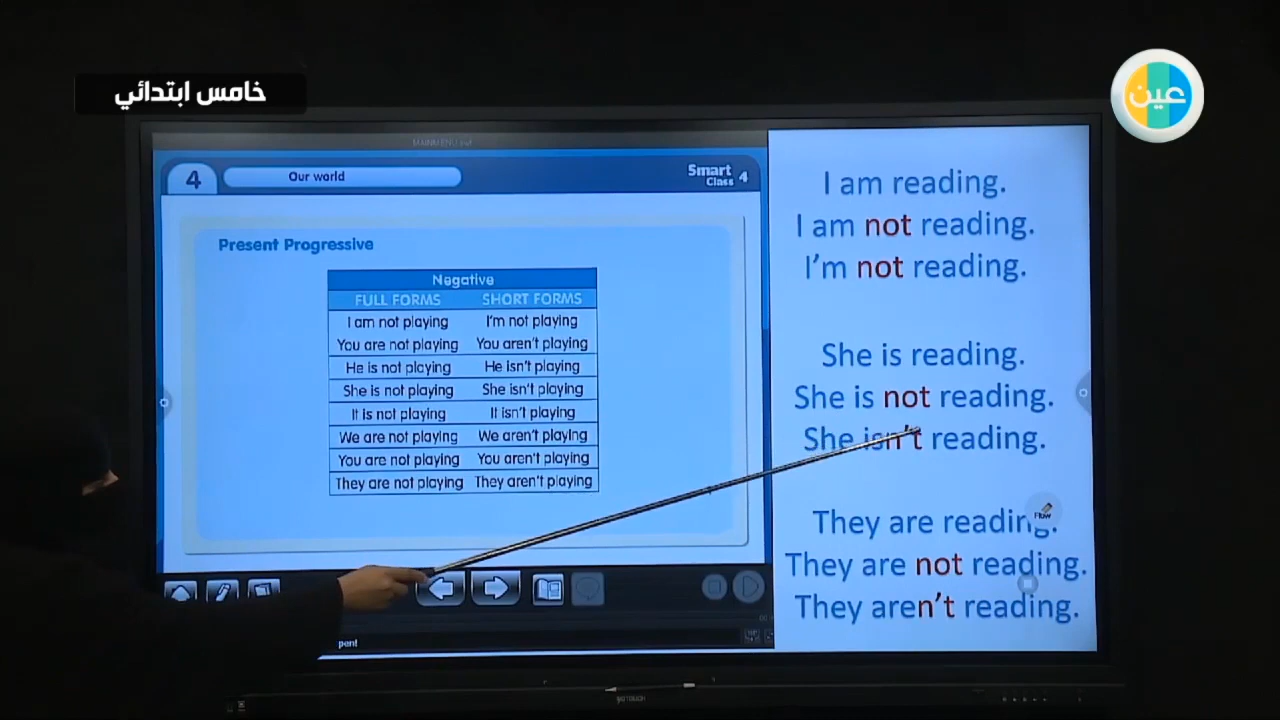 خامس ابتدائي
عين
4
Our world
Smart
Class 4
Present Progressive
Negative
FULL FORMS SHORT FORMS
I am not playing I'm not playing
You are not playing You aren't playing
He is not playing He isn't playing
She is not playing She isn't playing
It is not playing It isn't playing
We are not playing We aren't playing
You are not playing You aren't playing
They are not playing They aren't playing
I am reading.
I am not reading.
I'm not reading.
She is reading.
She is not reading.
She isn't reading.
They are reading.
They are not reading.
They aren't reading.
Flow